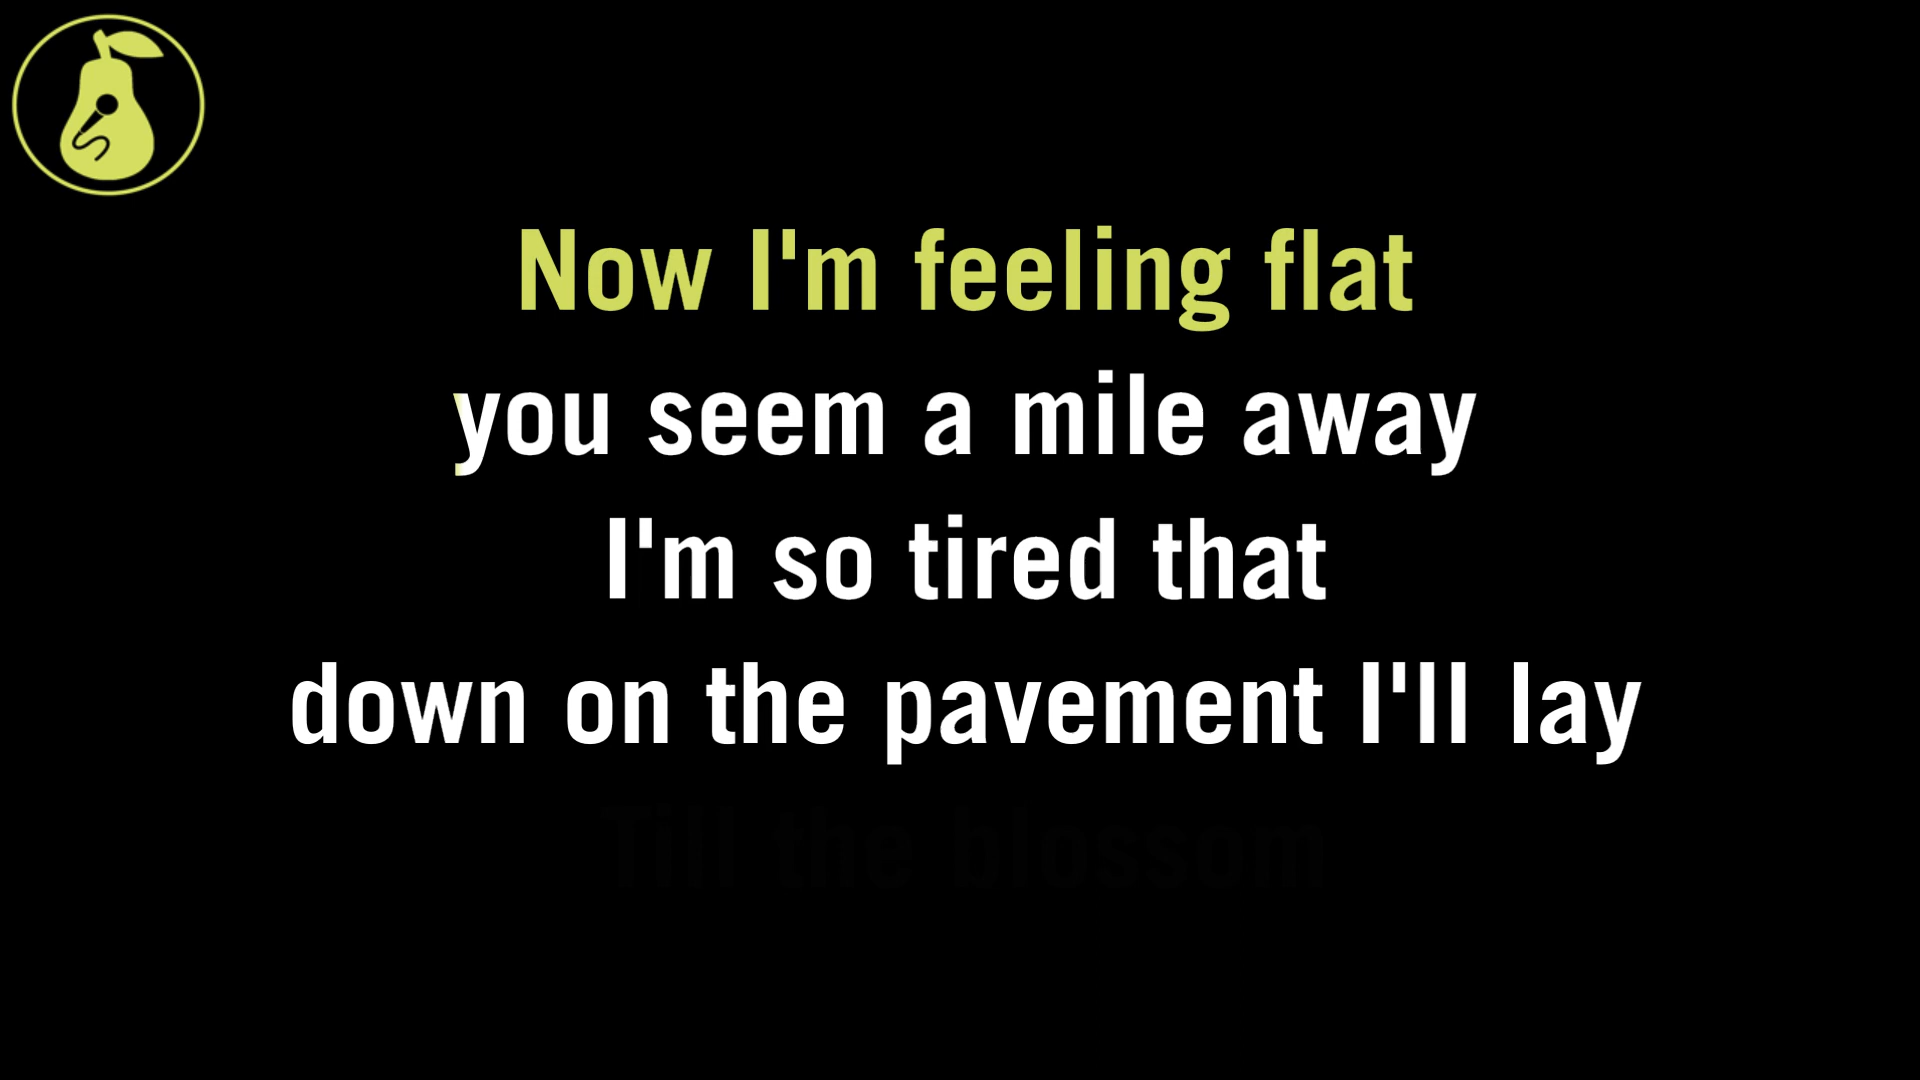 Now I'm feeling flat
you seem a mile away
I'm so tired that
down on the pavement I'll lay
Till the blossom